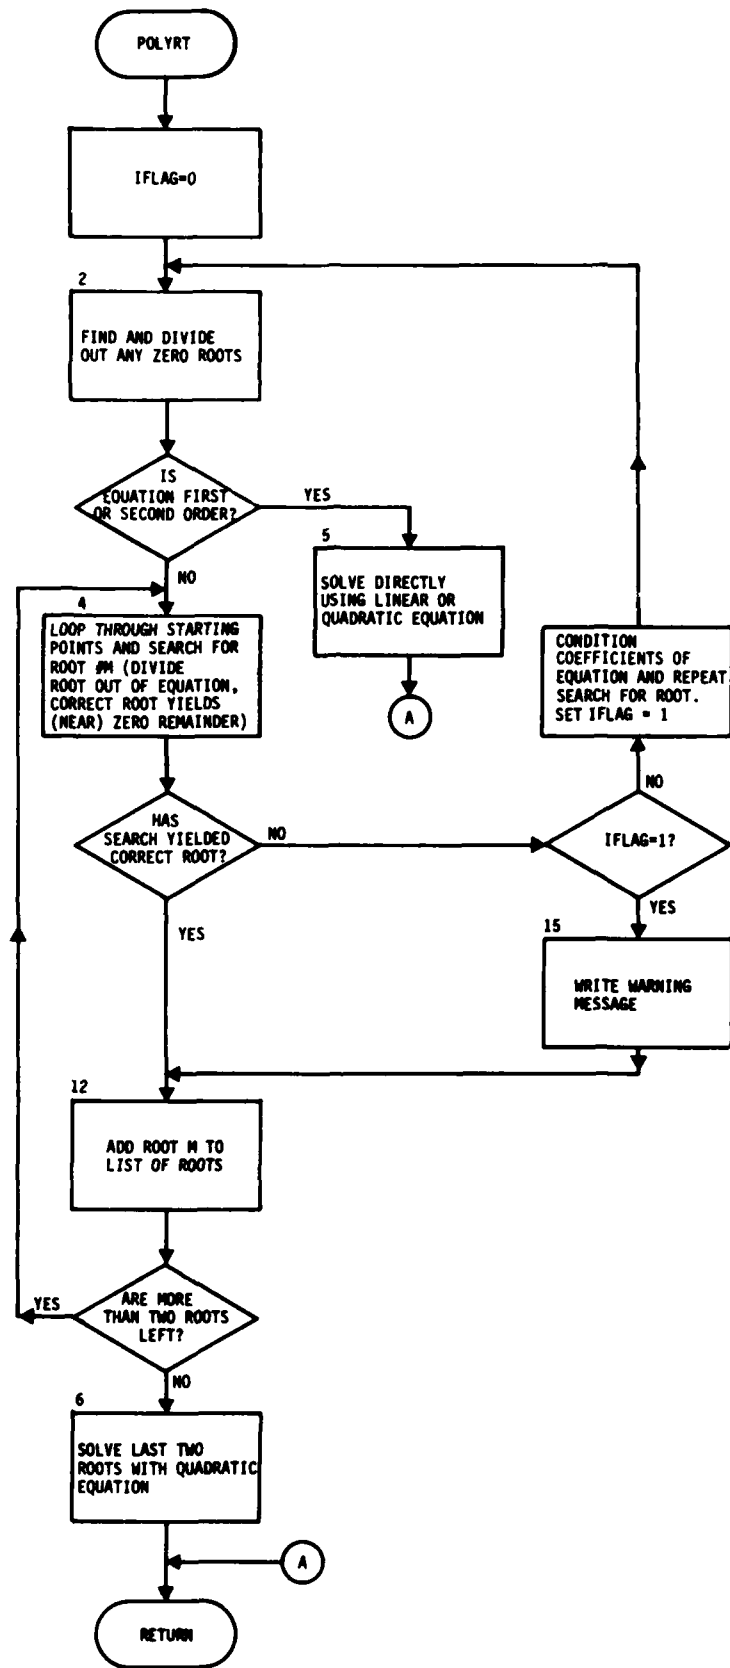 POLYRT
IFLAG=0
2
FIND AND DIVIDE
OUT ANY ZERO ROOTS
IS
EQUATION FIRST
OR SECOND ORDER?
YES
NO
5
SOLVE DIRECTLY
USING LINEAR OR
QUADRATIC EQUATION
A
4
LOOP THROUGH STARTING
POINTS AND SEARCH FOR
ROOT #M (DIVIDE
ROOT OUT OF EQUATION,
CORRECT ROOT YIELDS
(NEAR) ZERO REMAINDER)
CONDITION
COEFFICIENTS OF
EQUATION AND REPEAT
SEARCH FOR ROOT.
SET IFLAG = 1
HAS
SEARCH YIELDED
CORRECT ROOT?
NO
YES
IFLAG=1?
NO
YES
15
WRITE WARNING
MESSAGE
12
ADD ROOT M TO
LIST OF ROOTS
ARE MORE
THAN TWO ROOTS
LEFT?
YES
NO
6
SOLVE LAST TWO
ROOTS WITH QUADRATIC
EQUATION
A
RETURN